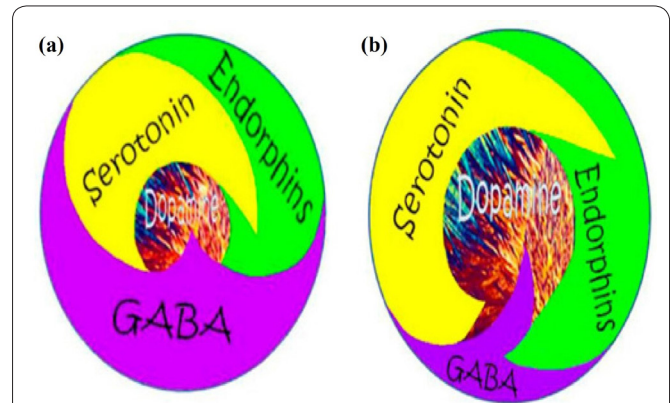 (a)
Serotonin
Endorphins
Dopamine
GABA
(b)
Serotonin
Endorphins
Dopamine
GABA